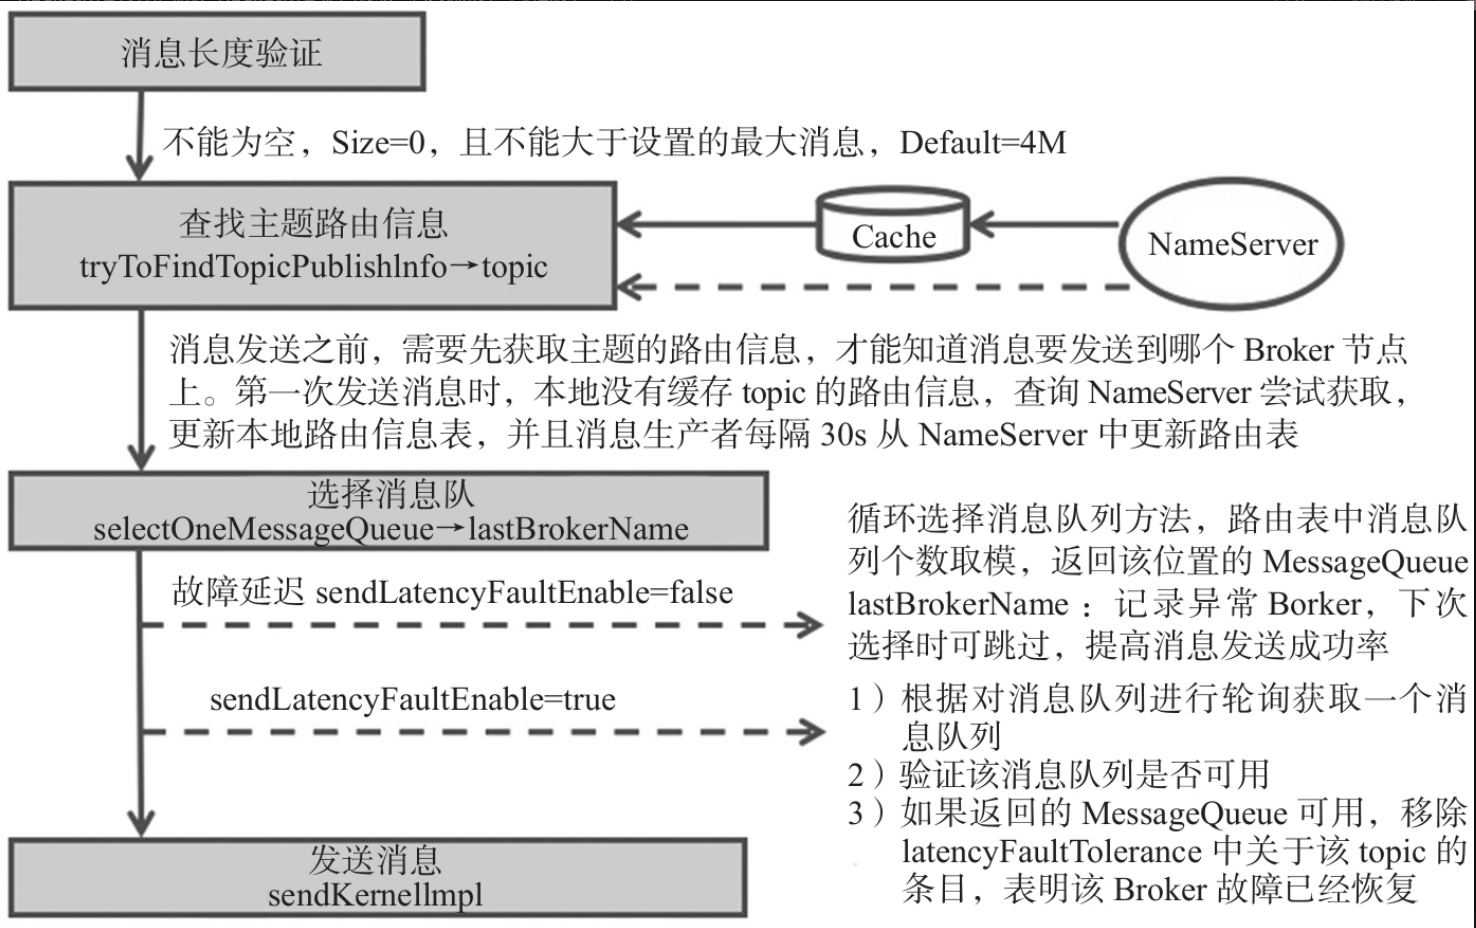 消息长度验证
不能为空，Size=0，且不能大于设置的最大消息，Default=4M
查找主题路由信息
tryToFindTopicPublishInfo→topic
Cache
NameServer
消息发送之前，需要先获取主题的路由信息，才能知道消息要发送到哪个 Broker 节点
上。第一次发送消息时，本地没有缓存 topic 的路由信息，查询 NameServer 尝试获取，
更新本地路由信息表，并且消息生产者每隔 30s 从 NameServer 中更新路由表
选择消息队
selectOneMessageQueue→lastBrokerName
故障延迟 sendLatencyFaultEnable=false
循环选择消息队列方法，路由表中消息队
列个数取模，返回该位置的 MessageQueue
lastBrokerName：记录异常 Borker，下次
选择时可跳过，提高消息发送成功率
sendLatencyFaultEnable=true
1）根据对消息队列进行轮询获取一个消
息队列
2）验证该消息队列是否可用
3）如果返回的 MessageQueue 可用，移除
latencyFaultTolerance 中关于该 topic 的
条目，表明该 Broker 故障已经恢复
发送消息
sendKernellmpl